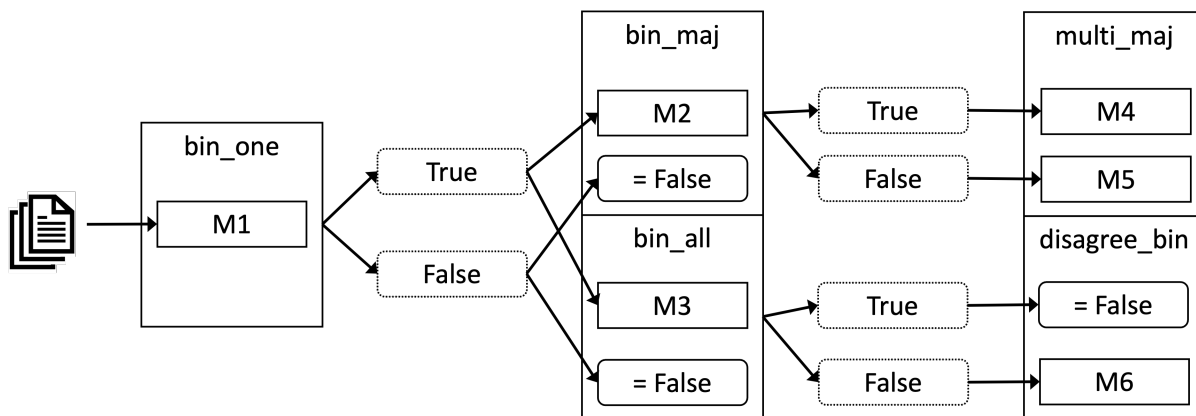 bin_one
M1
True
False
bin_maj
M2
= False
bin_all
M3
= False
True
False
True
False
multi_maj
M4
M5
disagree_bin
= False
M6